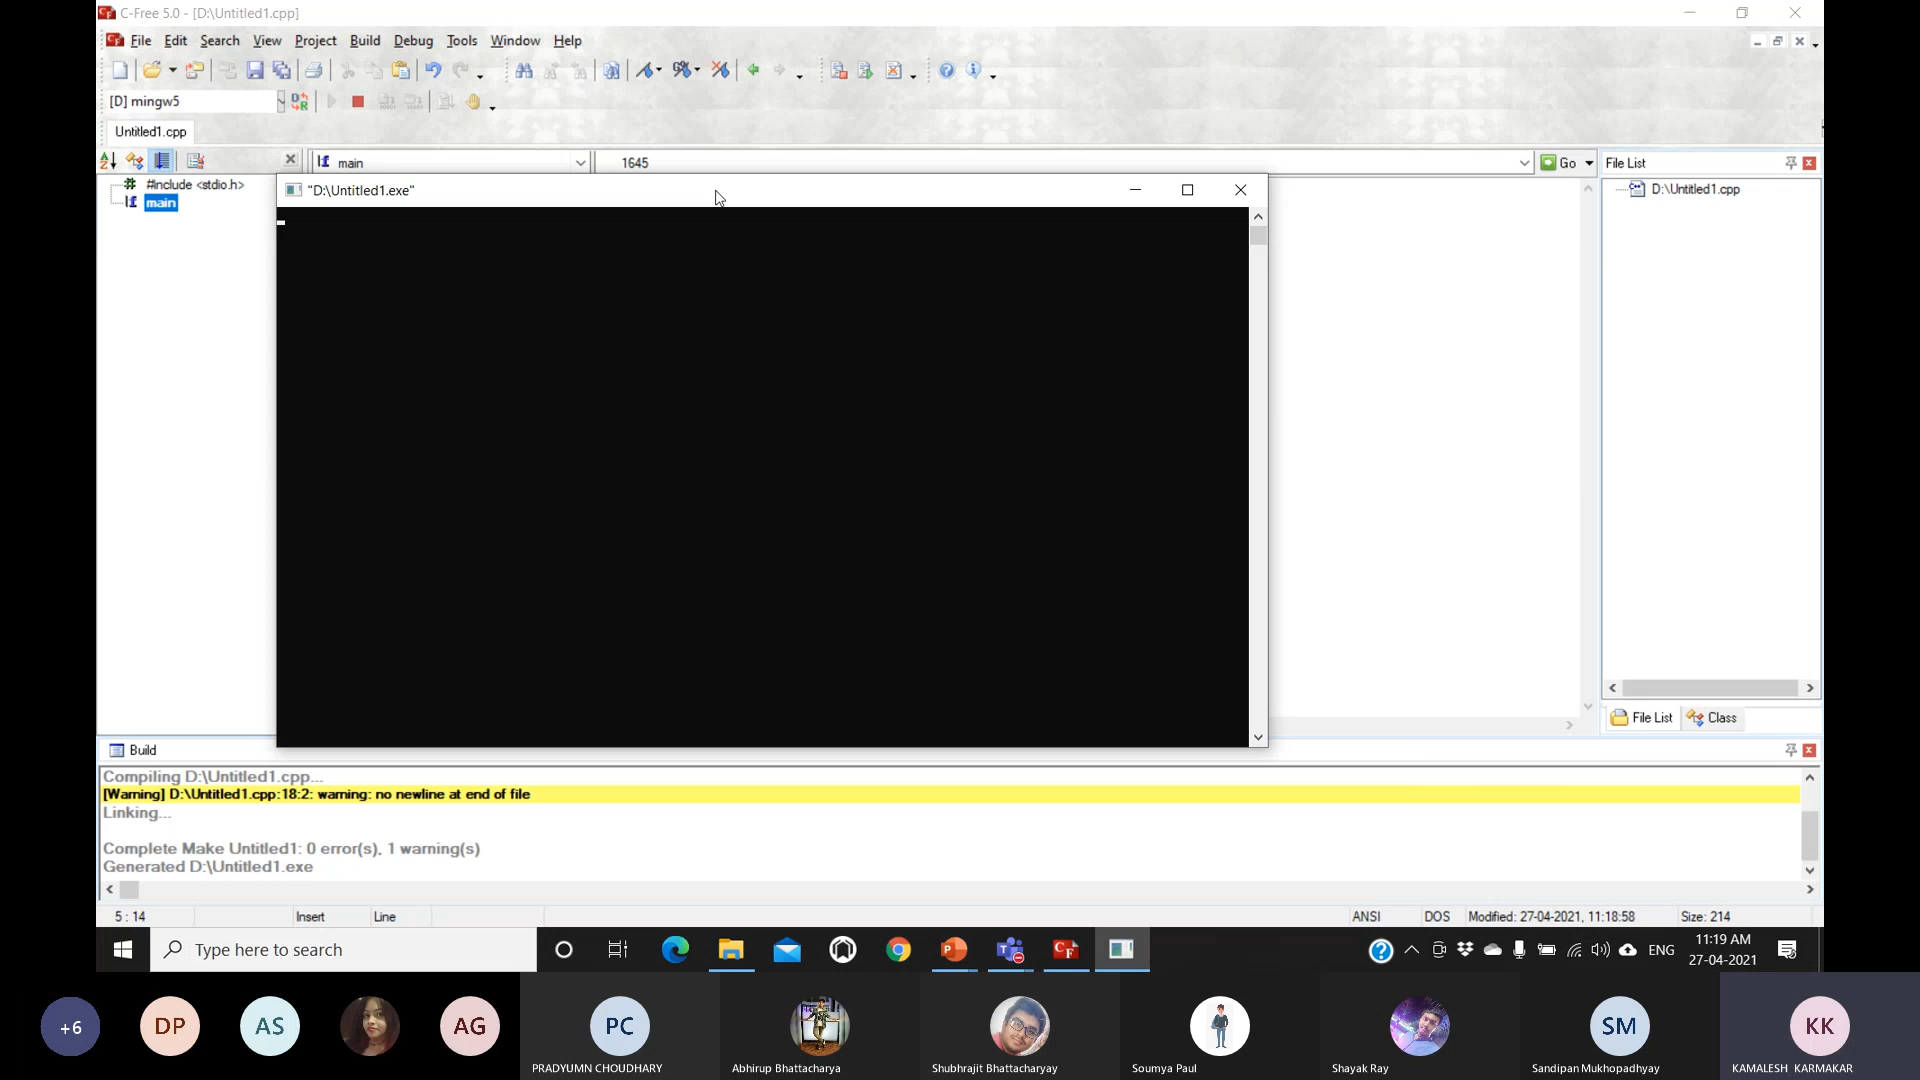 C-Free 5.0 - [D:\Untitled1.cpp]
File Edit Search View Project Build Debug Tools Window Help
[D] mingw5
Untitled1.cpp
main
1645
Go
File List
#include <stdio.h>
main
"D:\Untitled1.exe"
D:\Untitled1.cpp
File List
Class
Build
Compiling D:\Untitled1.cpp...
[Warning] D:\Untitled1.cpp:18:2: warning: no newline at end of file
Linking...
Complete Make Untitled1: 0 error(s), 1 warning(s)
Generated D:\Untitled1.exe
5 : 14
Insert
Line
ANSI
DOS
Modified: 27-04-2021, 11:18:58
Size: 214
Type here to search
ENG
11:19 AM
27-04-2021
+6
DP
AS
AG
PC
SM
KK
PRADYUMN CHOUDHARY
Abhirup Bhattacharya
Shubhrajit Bhattacharyay
Soumya Paul
Shayak Ray
Sandipan Mukhopadhyay
KAMALESH KARMAKAR